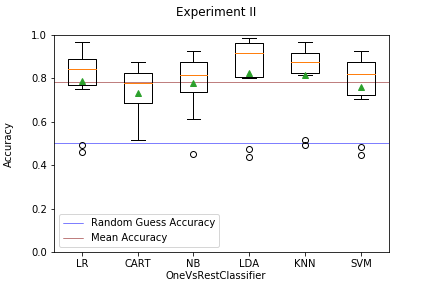 Experiment II
1.0
0.8
0.6
0.4
0.2
0.0
Accuracy
Random Guess Accuracy
Mean Accuracy
LR CART NB LDA KNN SVM
OneVsRestClassifier